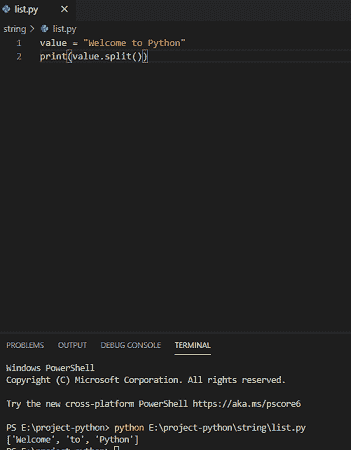 list.py
string > list.py
1 value = "Welcome to Python"
2 print(value.split())
PROBLEMS OUTPUT DEBUG CONSOLE TERMINAL
Windows PowerShell
Copyright (C) Microsoft Corporation. All rights reserved.
Try the new cross-platform PowerShell https://aka.ms/pscore6
PS E:\project-python> python E:\project-python\string\list.py
['Welcome', 'to', 'Python']
PS E:\project-python>